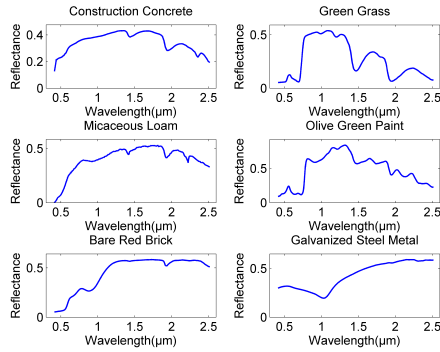 Construction Concrete
Reflectance
0.4
0.2
0
0.5
1
1.5
2
2.5
Wavelength(μm)
Green Grass
Reflectance
0.5
0
0.5
1
1.5
2
2.5
Wavelength(μm)
Micaceous Loam
Reflectance
0.5
0
0.5
1
1.5
2
2.5
Wavelength(μm)
Olive Green Paint
Reflectance
0.5
0
0.5
1
1.5
2
2.5
Wavelength(μm)
Bare Red Brick
Reflectance
0.5
0
0.5
1
1.5
2
2.5
Wavelength(μm)
Galvanized Steel Metal
Reflectance
0.5
0
0.5
1
1.5
2
2.5
Wavelength(μm)